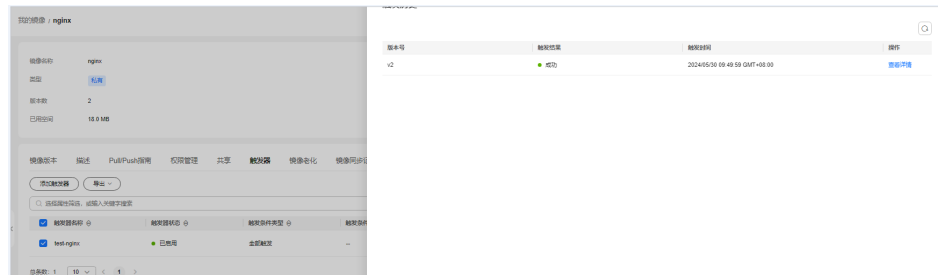 我的镜像 / nginx
镜像名称 nginx
类型 私有
版本数 2
已用空间 18.0 MB
镜像版本 描述 Pull/Push指南 权限管理 共享 触发器 镜像老化 镜像同步
添加触发器 导出
选择属性筛选，或输入关键字搜索
触发器名称 触发器状态 触发条件类型 触发条件
test-nginx 已启用 全部触发 --
总条数: 1 10 1
版本号 触发结果 触发时间 操作
v2 成功 2024/05/30 09:49:59 GMT+08:00 查看详情